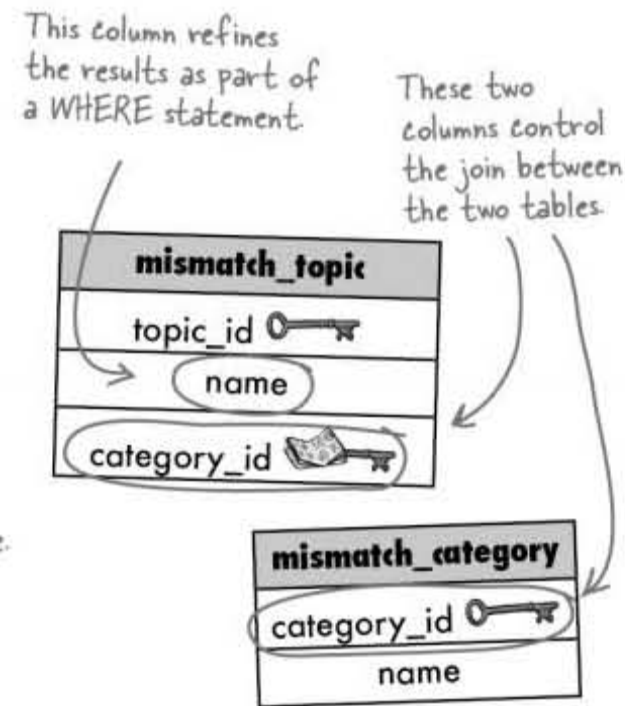 This column refines
the results as part of
a WHERE statement.
These two
columns control
the join between
the two tables.
mismatch_topic
topic_id
name
category_id
mismatch_category
category_id
name